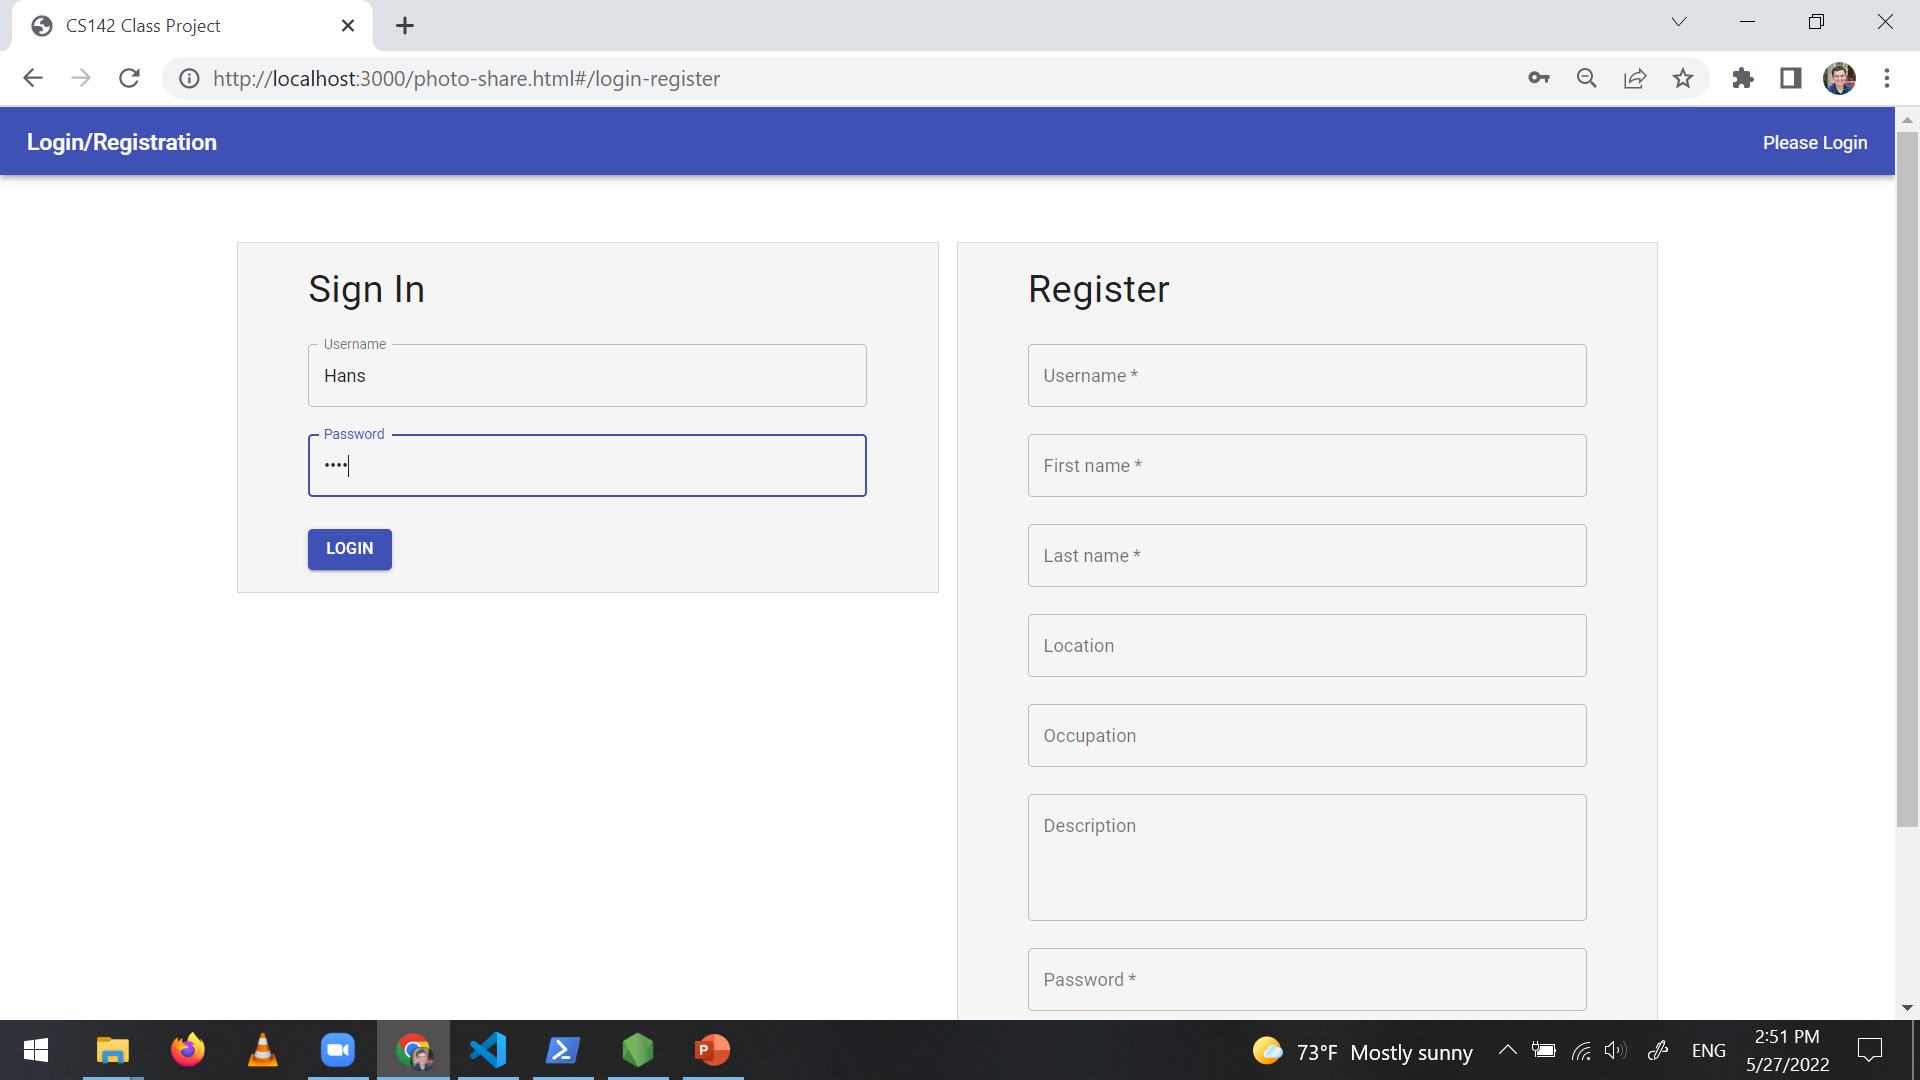 CS142 Class Project
http://localhost:3000/photo-share.html#/login-register
Login/Registration
Please Login
Sign In
Username
Hans
Password
••••
LOGIN
Register
Username *
First name *
Last name *
Location
Occupation
Description
Password *
73°F Mostly sunny
ENG
2:51 PM
5/27/2022